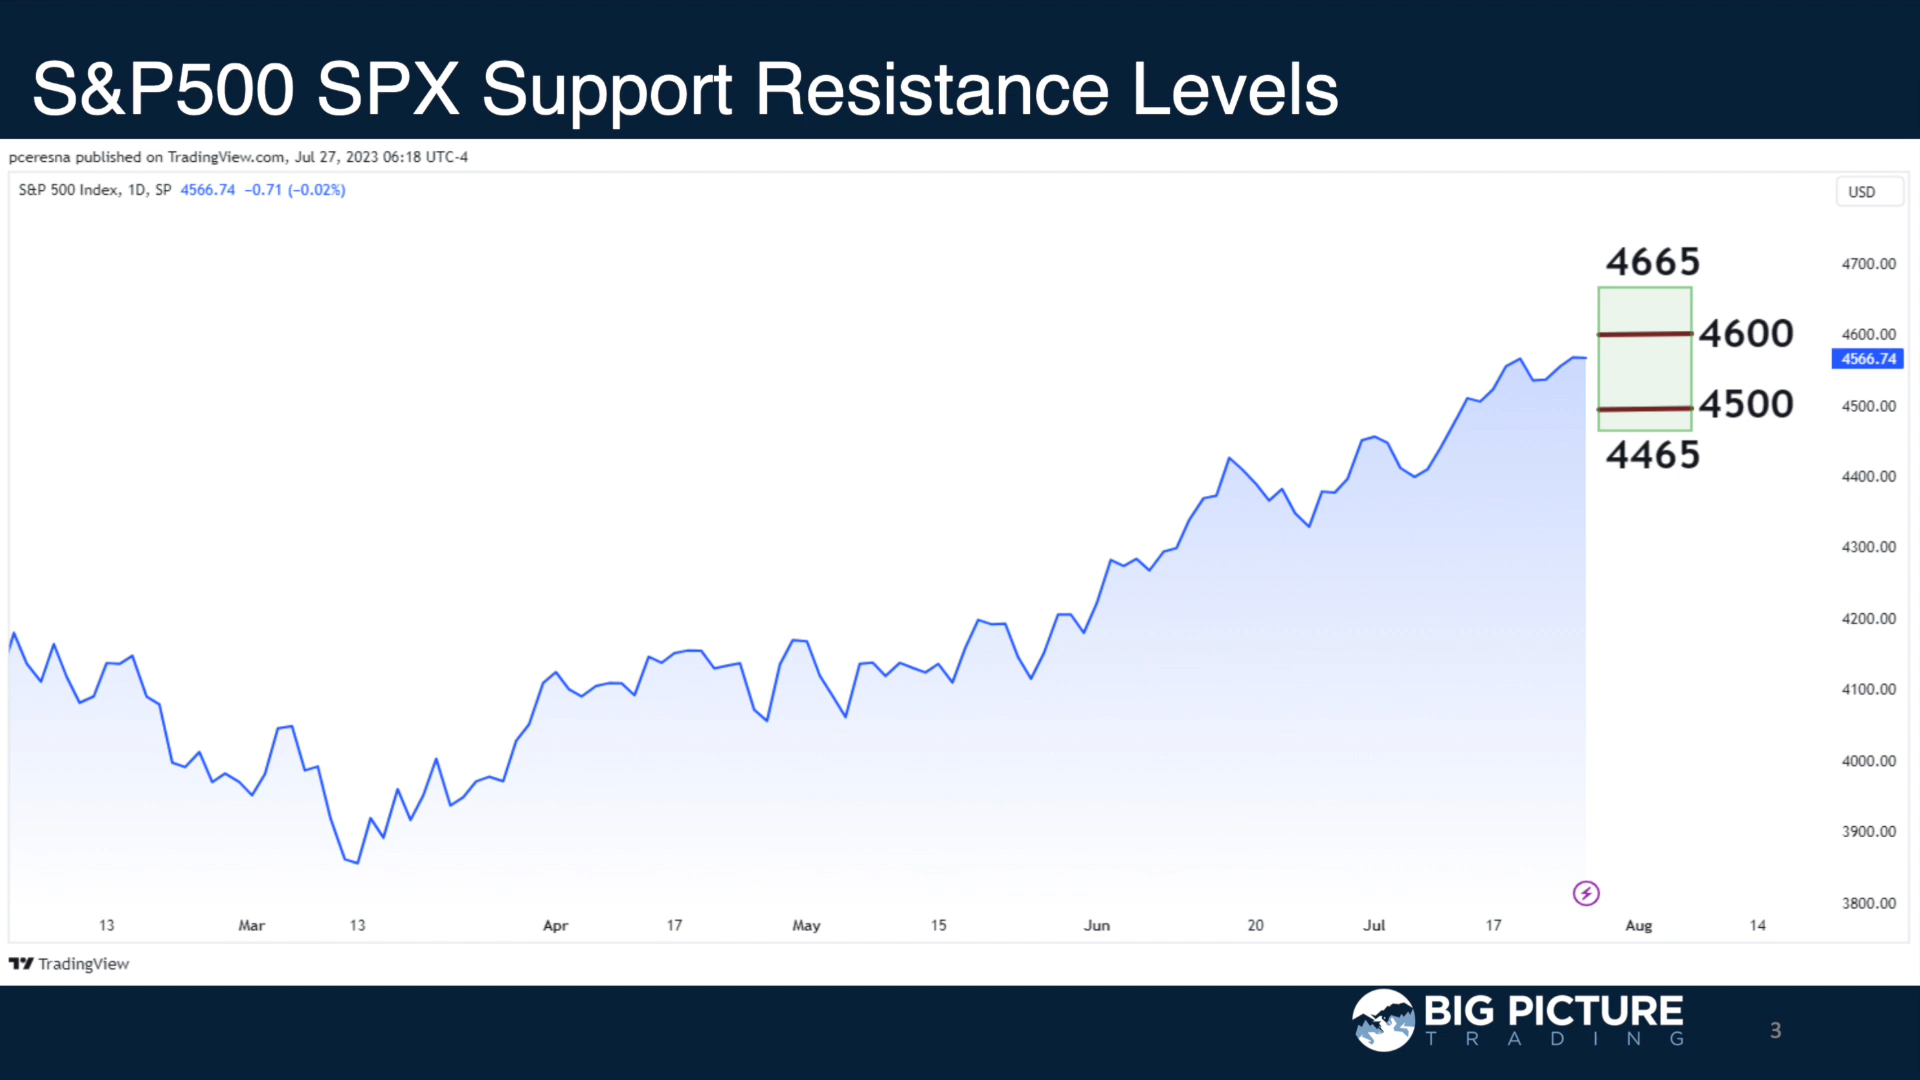 S&P500 SPX Support Resistance Levels
pceresna published on TradingView.com, Jul 27, 2023 06:18 UTC-4
S&P 500 Index, 1D, SP 4566.74 −0.71 (−0.02%)
USD
4665
4600
4500
4465
4700.00
4600.00
4566.74
4500.00
4400.00
4300.00
4200.00
4100.00
4000.00
3900.00
3800.00
13 Mar 13 Apr 17 May 15 Jun 20 Jul 17 Aug 14
TradingView
BIG PICTURE
TRADING
3